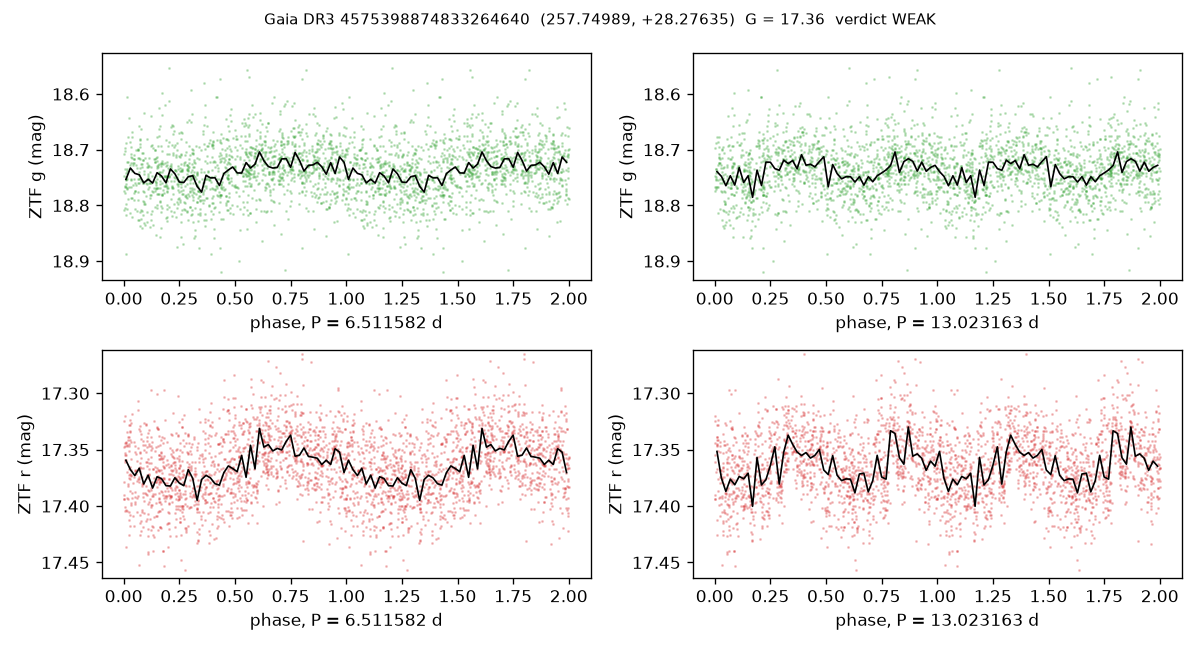 Gaia DR3 4575398874833264640 (257.74989, +28.27635) G = 17.36 verdict WEAK
ZTF g (mag)
18.6
18.7
18.8
18.9
0.00 0.25 0.50 0.75 1.00 1.25 1.50 1.75 2.00
phase, P = 6.511582 d
ZTF g (mag)
18.6
18.7
18.8
18.9
0.00 0.25 0.50 0.75 1.00 1.25 1.50 1.75 2.00
phase, P = 13.023163 d
ZTF r (mag)
17.30
17.35
17.40
17.45
0.00 0.25 0.50 0.75 1.00 1.25 1.50 1.75 2.00
phase, P = 6.511582 d
ZTF r (mag)
17.30
17.35
17.40
17.45
0.00 0.25 0.50 0.75 1.00 1.25 1.50 1.75 2.00
phase, P = 13.023163 d